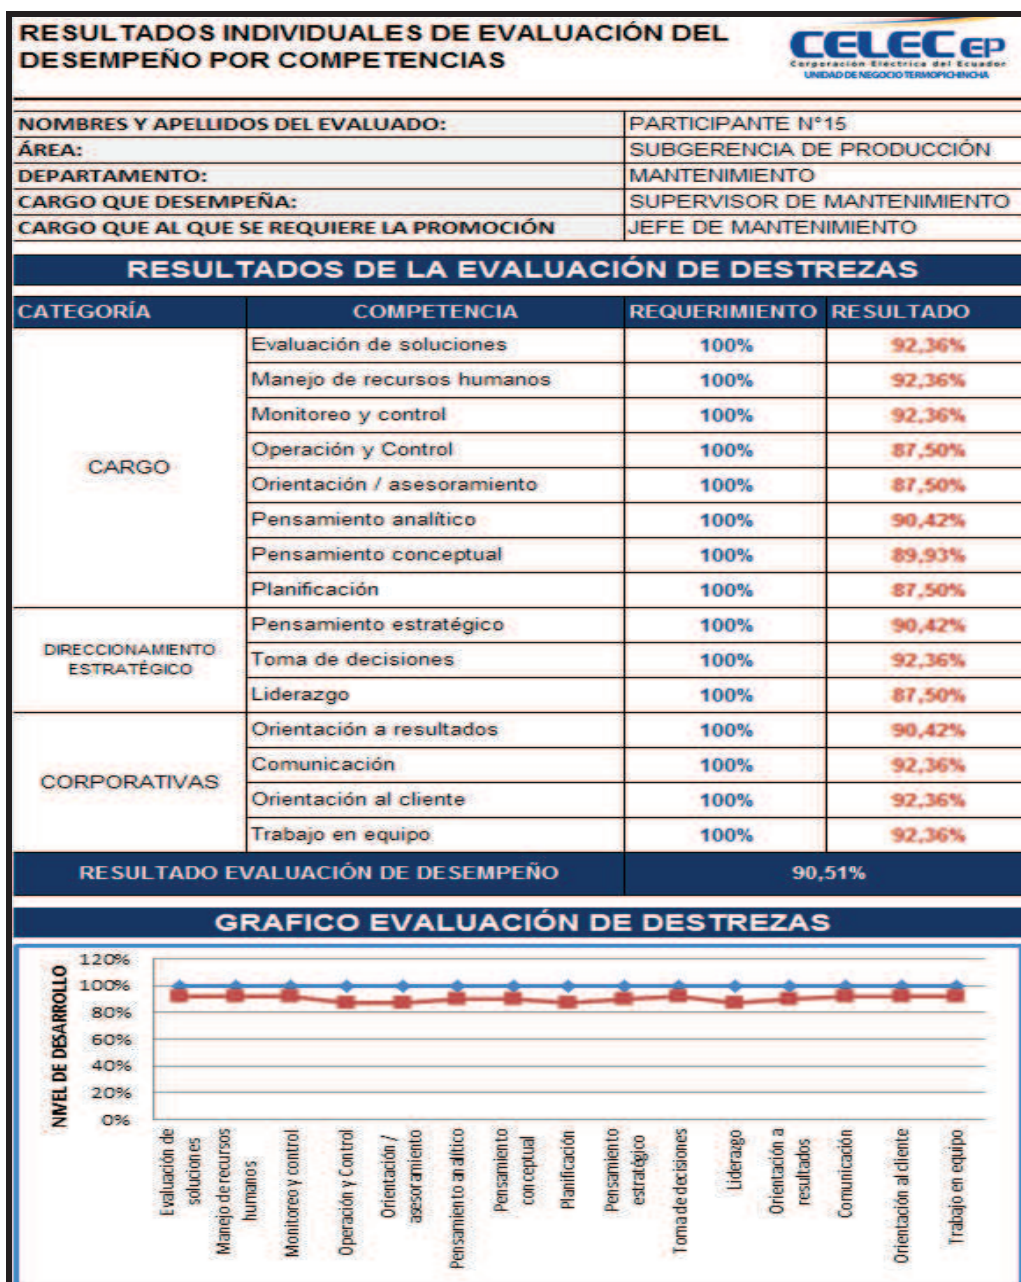 RESULTADOS INDIVIDUALES DE EVALUACIÓN DEL
DESEMPEÑO POR COMPETENCIAS
CELEC EP
Corporación Eléctrica del Ecuador
UNIDAD DE NEGOCIO TERMOPICHINCHA
NOMBRES Y APELLIDOS DEL EVALUADO: PARTICIPANTE N°15
ÁREA: SUBGERENCIA DE PRODUCCIÓN
DEPARTAMENTO: MANTENIMIENTO
CARGO QUE DESEMPEÑA: SUPERVISOR DE MANTENIMIENTO
CARGO QUE AL QUE SE REQUIERE LA PROMOCIÓN JEFE DE MANTENIMIENTO
RESULTADOS DE LA EVALUACIÓN DE DESTREZAS
CATEGORÍA COMPETENCIA REQUERIMIENTO RESULTADO
CARGO
Evaluación de soluciones 100% 92,36%
Manejo de recursos humanos 100% 92,36%
Monitoreo y control 100% 92,36%
Operación y Control 100% 87,50%
Orientación / asesoramiento 100% 87,50%
Pensamiento analítico 100% 90,42%
Pensamiento conceptual 100% 89,93%
Planificación 100% 87,50%
DIRECCIONAMIENTO
ESTRATÉGICO
Pensamiento estratégico 100% 90,42%
Toma de decisiones 100% 92,36%
Liderazgo 100% 87,50%
CORPORATIVAS
Orientación a resultados 100% 90,42%
Comunicación 100% 92,36%
Orientación al cliente 100% 92,36%
Trabajo en equipo 100% 92,36%
RESULTADO EVALUACIÓN DE DESEMPEÑO 90,51%
GRAFICO EVALUACIÓN DE DESTREZAS
NIVEL DE DESARROLLO
120%
100%
80%
60%
40%
20%
0%
Evaluación de
soluciones
Manejo de recursos
humanos
Monitoreo y control
Operación y Control
Orientación /
asesoramiento
Pensamiento analítico
Pensamiento
conceptual
Planificación
Pensamiento
estratégico
Toma de decisiones
Liderazgo
Orientación a
resultados
Comunicación
Orientación al cliente
Trabajo en equipo